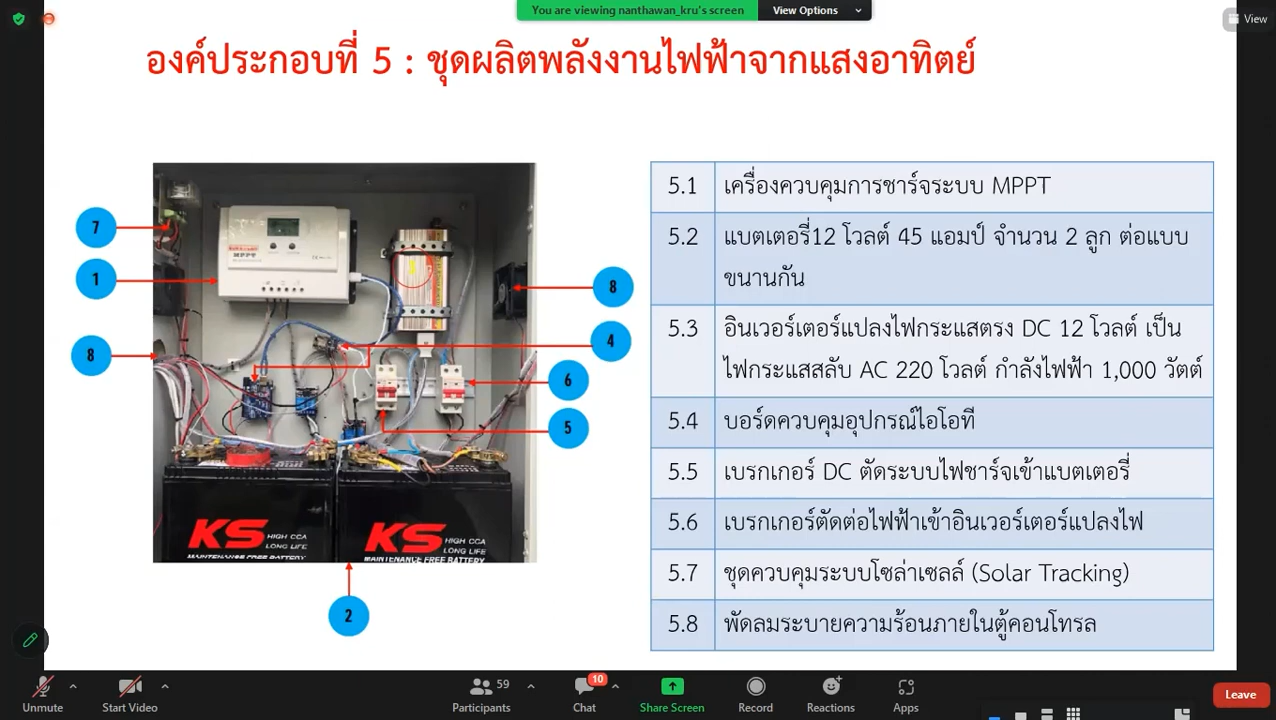 You are viewing nanthawan_kru's screen
View Options
View
องค์ประกอบที่ 5 : ชุดผลิตพลังงานไฟฟ้าจากแสงอาทิตย์
7
1
8
8
4
6
5
2
MPPT
KS
HIGH CCA
LONG LIFE
MAINTENANCE FREE BATTERY
KS
HIGH CCA
LONG LIFE
MAINTENANCE FREE BATTERY
5.1 เครื่องควบคุมการชาร์จระบบ MPPT
5.2 แบตเตอรี่12 โวลต์ 45 แอมป์ จำนวน 2 ลูก ต่อแบบ
ขนานกัน
5.3 อินเวอร์เตอร์แปลงไฟกระแสตรง DC 12 โวลต์ เป็น
ไฟกระแสสลับ AC 220 โวลต์ กำลังไฟฟ้า 1,000 วัตต์
5.4 บอร์ดควบคุมอุปกรณ์ไอโอที
5.5 เบรกเกอร์ DC ตัดระบบไฟชาร์จเข้าแบตเตอรี่
5.6 เบรกเกอร์ตัดต่อไฟฟ้าเข้าอินเวอร์เตอร์แปลงไฟ
5.7 ชุดควบคุมระบบโซล่าเซลล์ (Solar Tracking)
5.8 พัดลมระบายความร้อนภายในตู้คอนโทรล
Unmute
Start Video
59
Participants
10
Chat
Share Screen
Record
Reactions
Apps
Leave